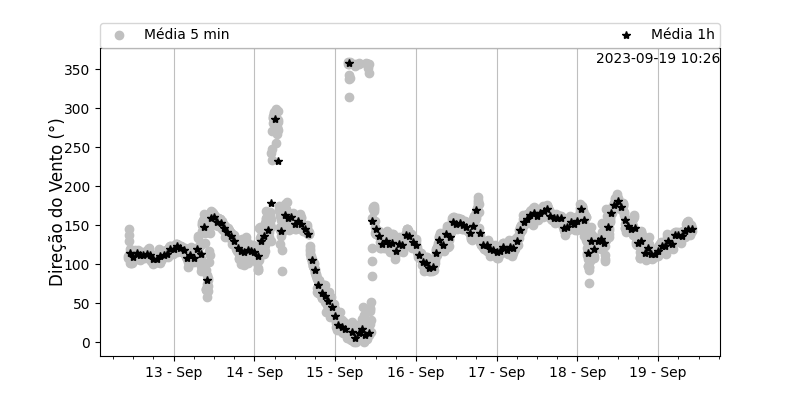 Média 5 min
Média 1h
2023-09-19 10:26
Direção do Vento (°)
350
300
250
200
150
100
50
0
13 - Sep
14 - Sep
15 - Sep
16 - Sep
17 - Sep
18 - Sep
19 - Sep